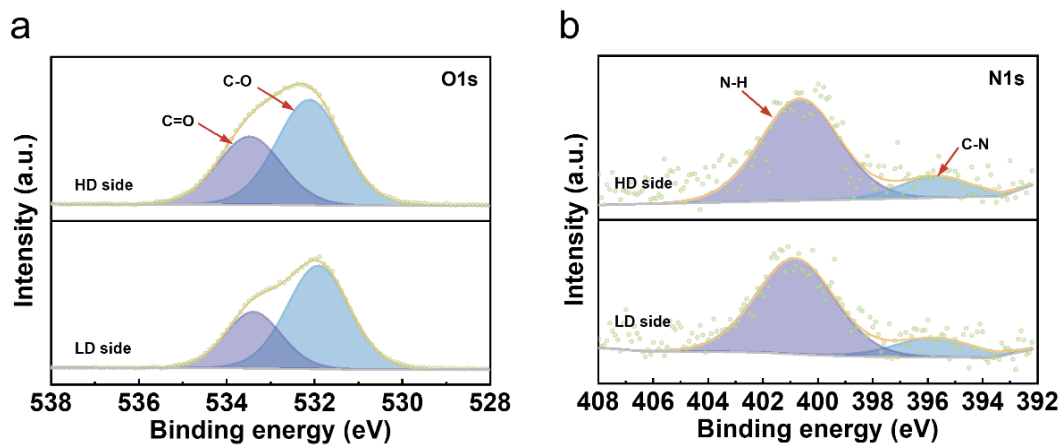 a
O1s
C-O
C=O
HD side
LD side
Intensity (a.u.)
538 536 534 532 530 528
Binding energy (eV)
b
N1s
N-H
C-N
HD side
LD side
Intensity (a.u.)
408 406 404 402 400 398 396 394 392
Binding energy (eV)